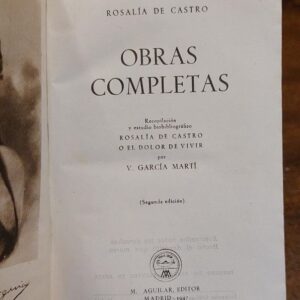 ROSALÍA DE CASTRO
OBRAS
COMPLETAS
Recopilación
y estudio biobibliográfico
ROSALÍA DE CASTRO
O EL DOLOR DE VIVIR
por
V. GARCÍA MARTÍ
(Segunda edición)
M. AGUILAR, EDITOR
MADRID